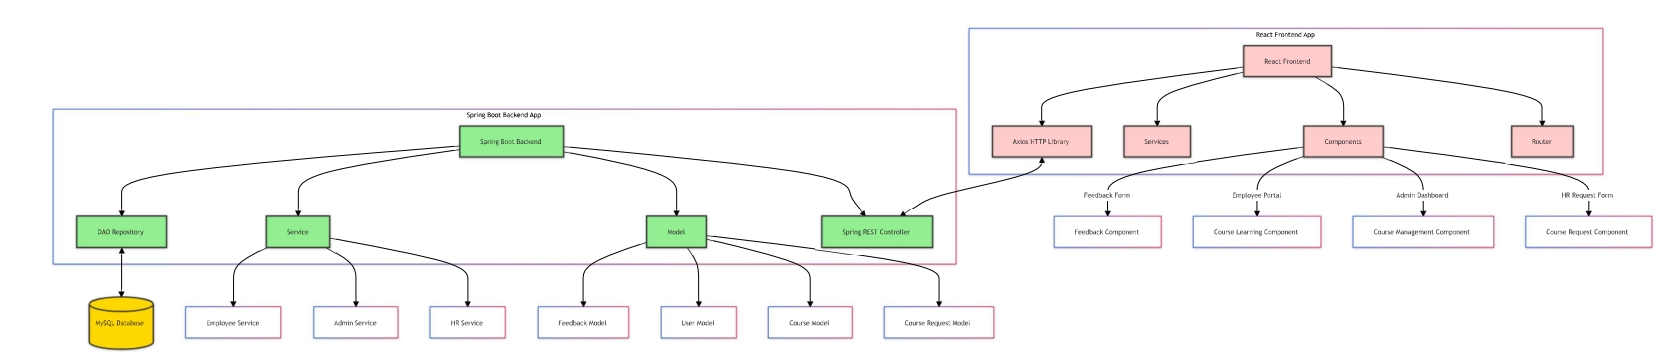 React Frontend App
React Frontend
Spring Boot Backend App
Spring Boot Backend
Axios HTTP Library
Services
Components
Router
Feedback Form
Employee Portal
Admin Dashboard
HR Request Form
DAO Repository
Service
Model
Spring REST Controller
Feedback Component
Course Learning Component
Course Management Component
Course Request Component
MySQL Database
Employee Service
Admin Service
HR Service
Feedback Model
User Model
Course Model
Course Request Model